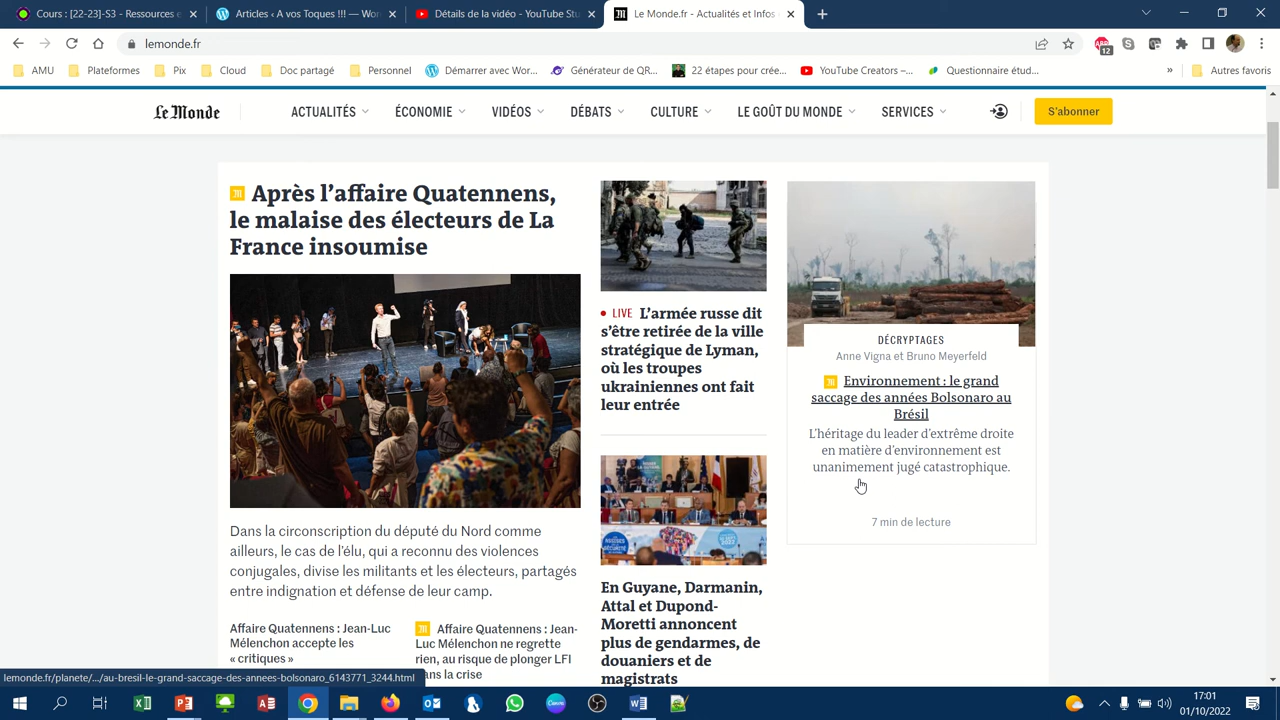 Cours : [22-23]-S3 - Ressources e
Articles ‹ A vos Toques !!! — Wor
Détails de la vidéo - YouTube Stu
Le Monde.fr - Actualités et Infos
lemonde.fr
12
AMU
Plateformes
Pix
Cloud
Doc partagé
Personnel
Démarrer avec Wor...
Générateur de QR...
22 étapes pour crée...
YouTube Creators –...
Questionnaire étud...
»
Autres favoris
Le Monde
ACTUALITÉS
ÉCONOMIE
VIDÉOS
DÉBATS
CULTURE
LE GOÛT DU MONDE
SERVICES
S'abonner
Après l'affaire Quatennens,
le malaise des électeurs de La
France insoumise
Dans la circonscription du député du Nord comme
ailleurs, le cas de l'élu, qui a reconnu des violences
conjugales, divise les militants et les électeurs, partagés
entre indignation et défense de leur camp.
Affaire Quatennens : Jean-Luc
Mélenchon accepte les
« critiques »
Affaire Quatennens : Jean-
Luc Mélenchon ne regrette
rien, au risque de plonger LFI
dans la crise
LIVE L'armée russe dit
s'être retirée de la ville
stratégique de Lyman,
où les troupes
ukrainiennes ont fait
leur entrée
En Guyane, Darmanin,
Attal et Dupond-
Moretti annoncent
plus de gendarmes, de
douaniers et de
magistrats
DÉCRYPTAGES
Anne Vigna et Bruno Meyerfeld
Environnement : le grand
saccage des années Bolsonaro au
Brésil
L'héritage du leader d'extrême droite
en matière d'environnement est
unanimement jugé catastrophique.
7 min de lecture
lemonde.fr/planete/.../au-bresil-le-grand-saccage-des-annees-bolsonaro_6143771_3244.html
17:01
01/10/2022